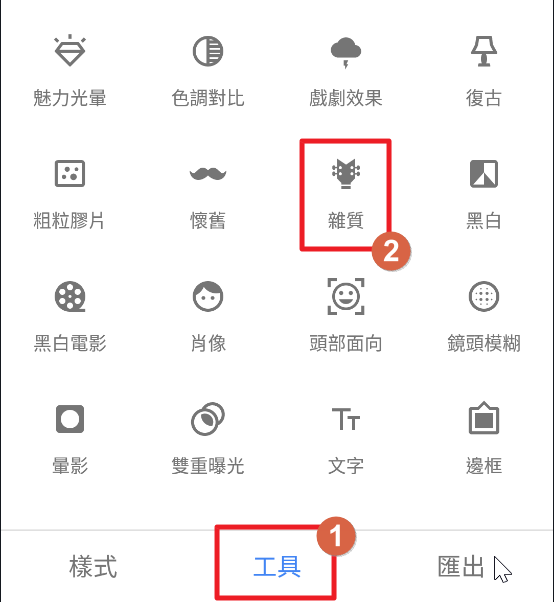 魅力光暈 色調對比 戲劇效果 復古
粗粒膠片 懷舊 雜質 黑白
2
黑白電影 肖像 頭部面向 鏡頭模糊
暈影 雙重曝光 文字 邊框
1
樣式 工具 匯出